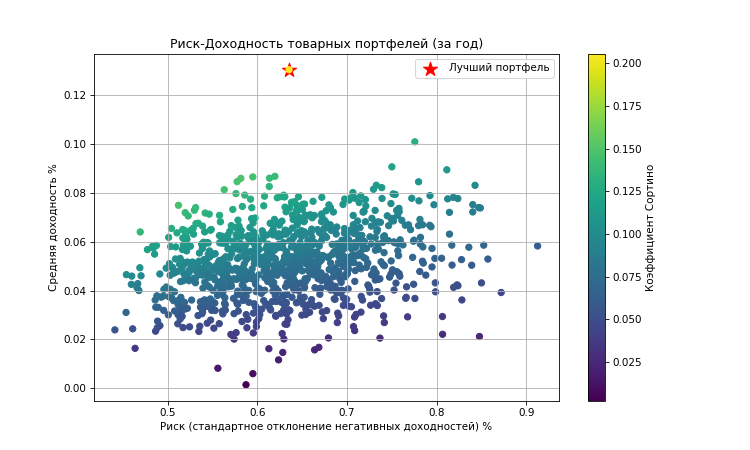 Риск-Доходность товарных портфелей (за год)
Лучший портфель
Средняя доходность %
0.12
0.10
0.08
0.06
0.04
0.02
0.00
0.5 0.6 0.7 0.8 0.9
Риск (стандартное отклонение негативных доходностей) %
0.200
0.175
0.150
0.125
0.100
0.075
0.050
0.025
Коэффициент Сортино